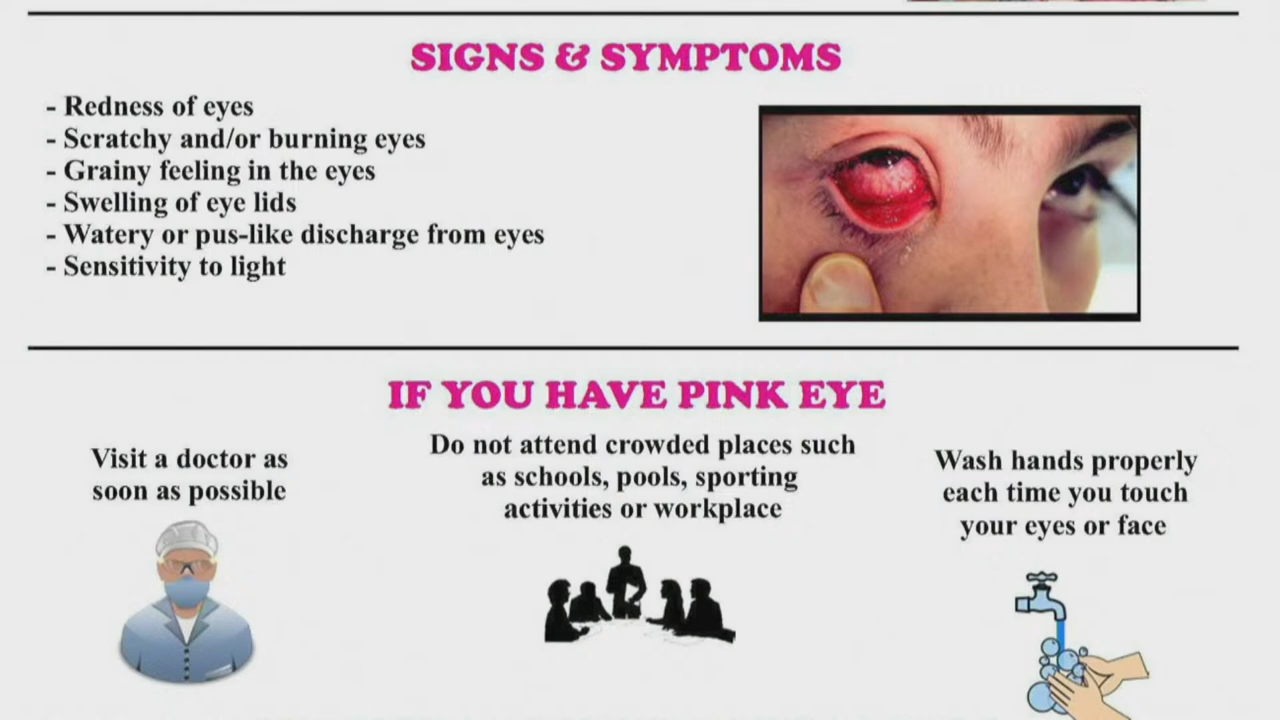 SIGNS & SYMPTOMS
- Redness of eyes
- Scratchy and/or burning eyes
- Grainy feeling in the eyes
- Swelling of eye lids
- Watery or pus-like discharge from eyes
- Sensitivity to light
IF YOU HAVE PINK EYE
Visit a doctor as
soon as possible
Do not attend crowded places such
as schools, pools, sporting
activities or workplace
Wash hands properly
each time you touch
your eyes or face